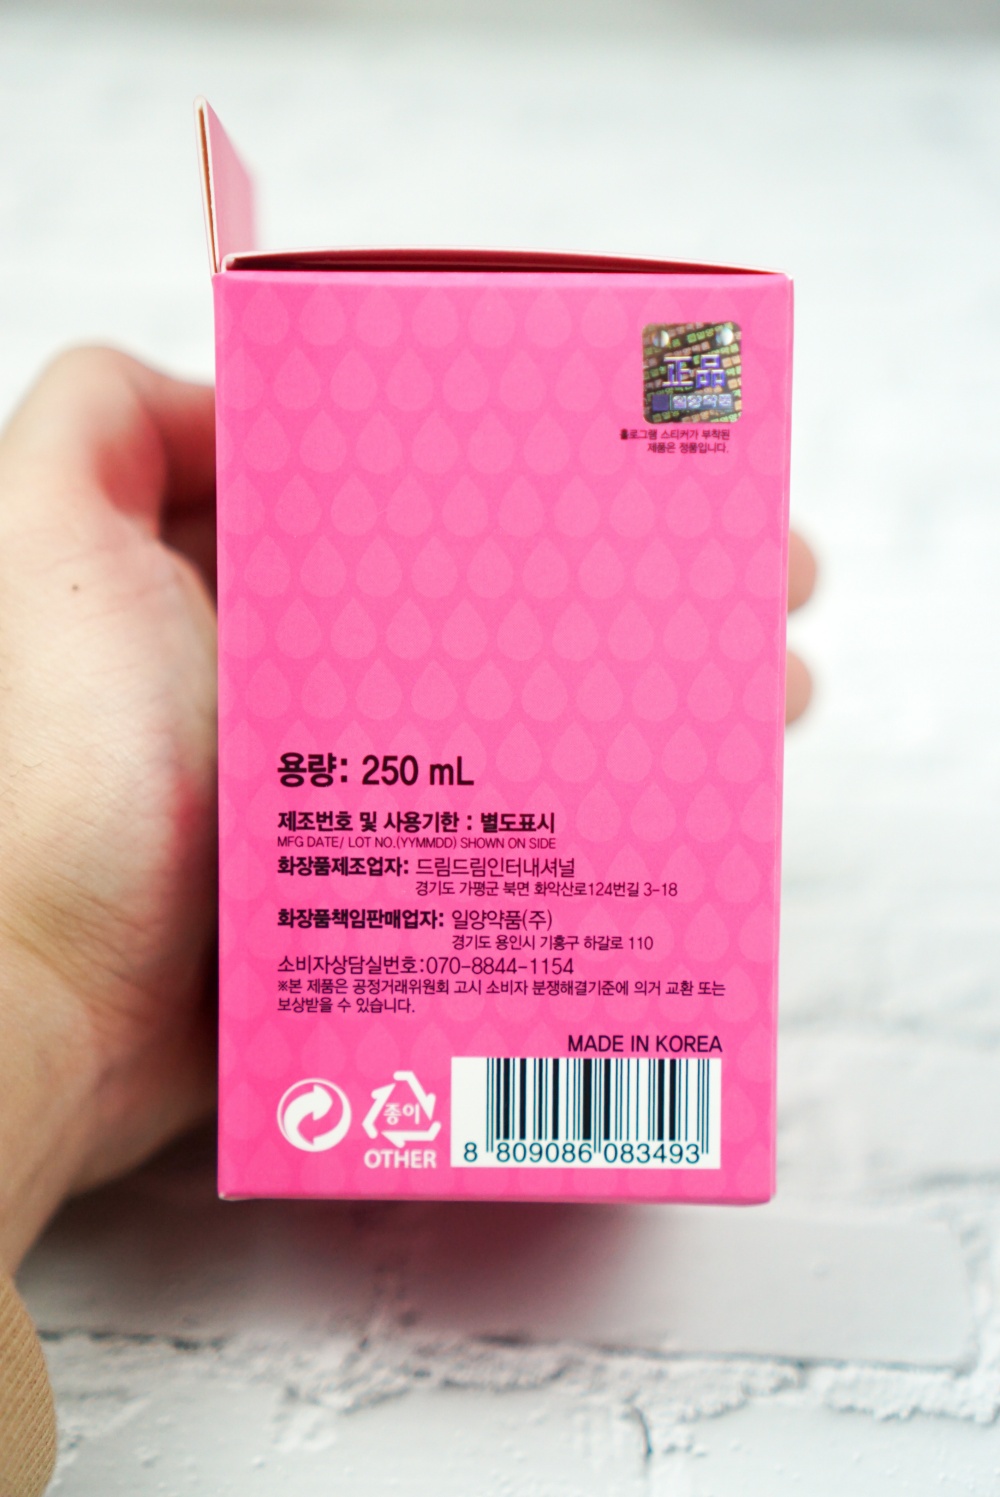 正品
홀로그램 스티커가 부착된
제품은 정품입니다.
용량: 250 mL
제조번호 및 사용기한 : 별도표시
MFG DATE/ LOT NO.(YYMMDD) SHOWN ON SIDE
화장품제조업자: 드림드림인터내셔널
경기도 가평군 북면 화악산로124번길 3-18
화장품책임판매업자: 일양약품(주)
경기도 용인시 기흥구 하갈로 110
소비자상담실번호:070-8844-1154
※본 제품은 공정거래위원회 고시 소비자 분쟁해결기준에 의거 교환 또는
보상받을 수 있습니다.
MADE IN KOREA
종이
OTHER
8 809086 083493